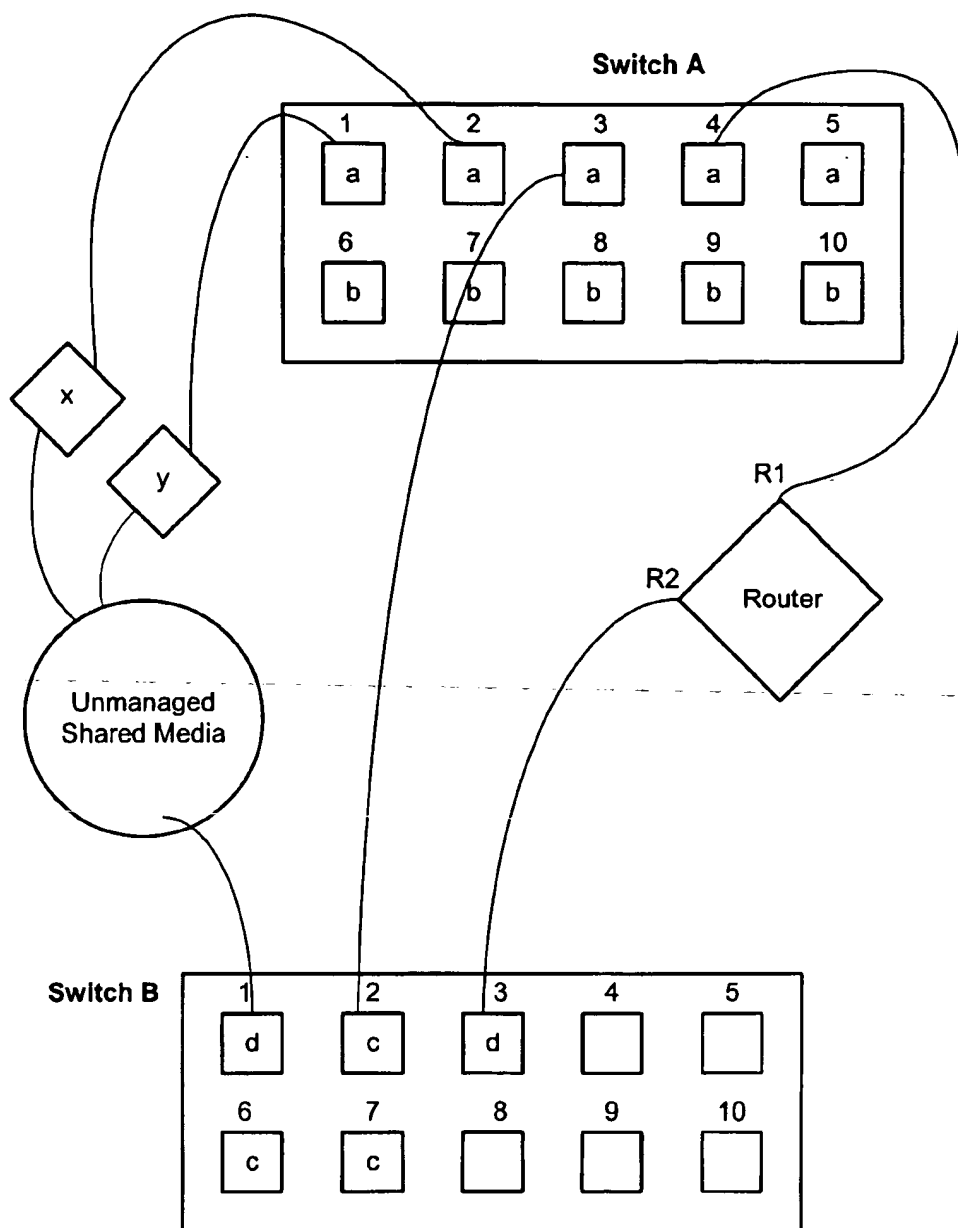 Switch A
1 2 3 4 5
a a a a a
6 7 8 9 10
b b b b b
x
y
R1
R2
Router
Unmanaged
Shared Media
Switch B
1 2 3 4 5
d c d
6 7 8 9 10
c c